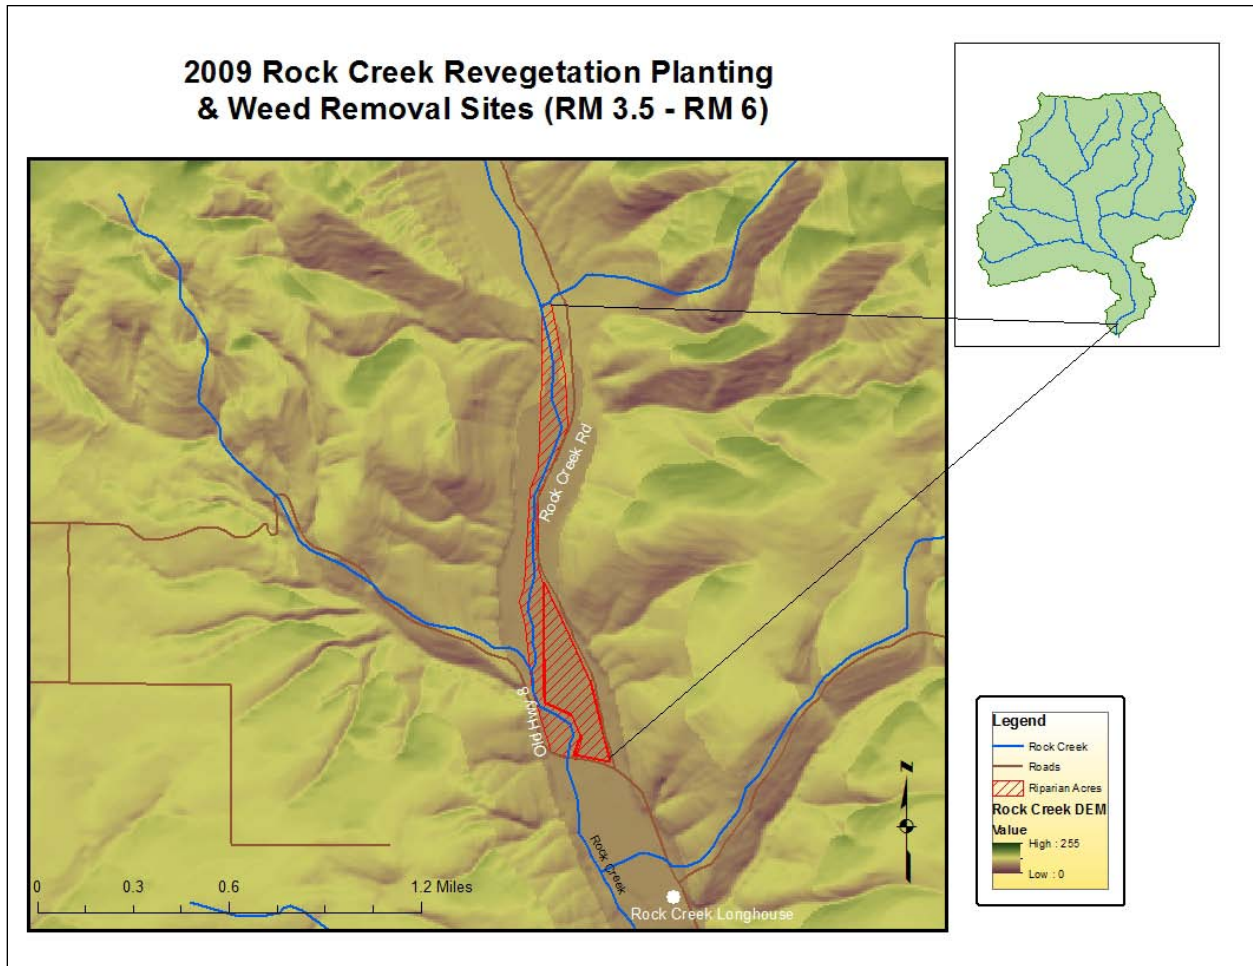 2009 Rock Creek Revegetation Planting
& Weed Removal Sites (RM 3.5 - RM 6)
Rock Creek Rd
Old Hwy 8
Rock Creek
Rock Creek Longhouse
0 0.3 0.6 1.2 Miles
N
Legend
Rock Creek
Roads
Riparian Acres
Rock Creek DEM
Value
High : 255
Low : 0